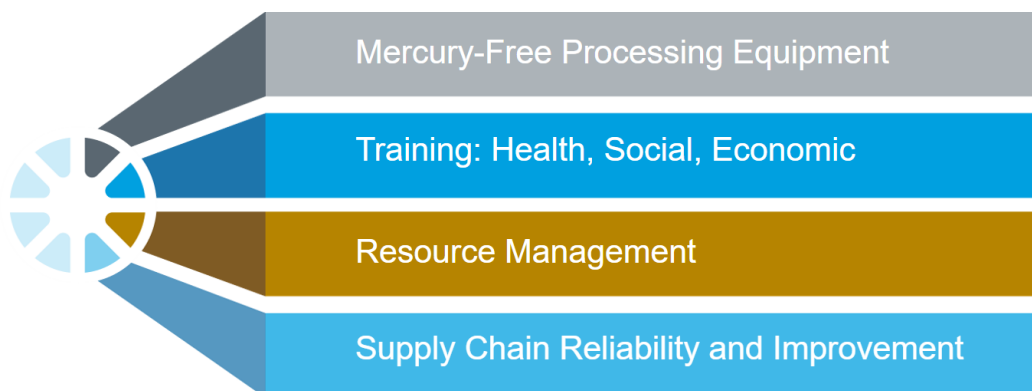 Mercury-Free Processing Equipment
Training: Health, Social, Economic
Resource Management
Supply Chain Reliability and Improvement